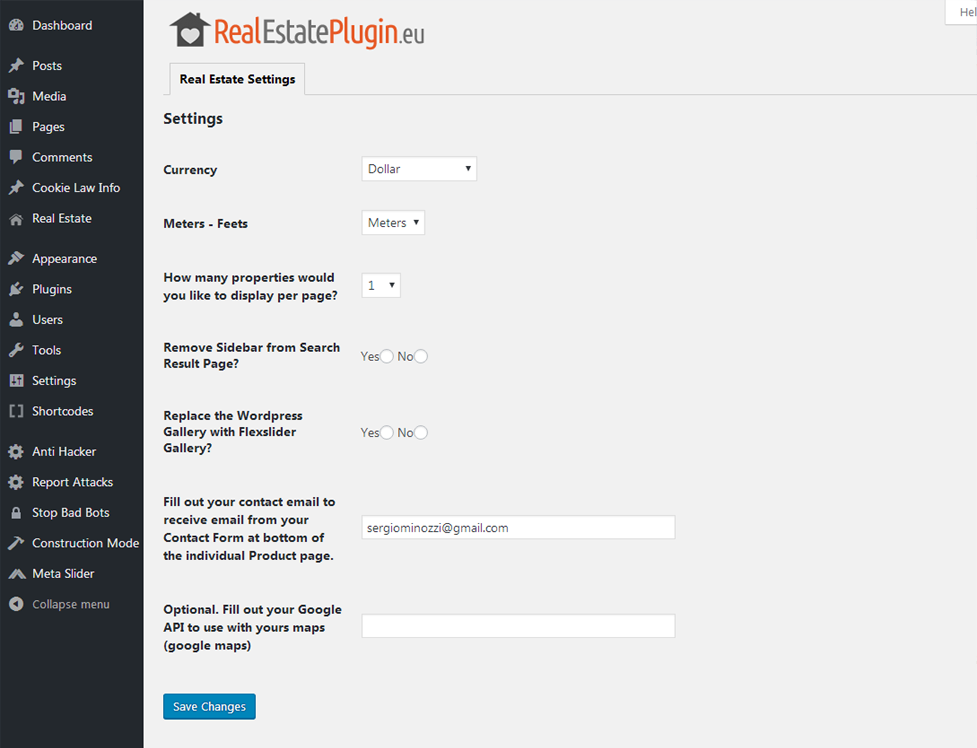 Dashboard
Posts
Media
Pages
Comments
Cookie Law Info
Real Estate
Appearance
Plugins
Users
Tools
Settings
Shortcodes
Anti Hacker
Report Attacks
Stop Bad Bots
Construction Mode
Meta Slider
Collapse menu
Hel
RealEstatePlugin.eu
Real Estate Settings
Settings
Currency
Dollar
Meters - Feets
Meters
How many properties would
you like to display per page?
1
Remove Sidebar from Search
Result Page?
Yes No
Replace the Wordpress
Gallery with Flexslider
Gallery?
Yes No
Fill out your contact email to
receive email from your
Contact Form at bottom of
the individual Product page.
sergiominozzi@gmail.com
Optional. Fill out your Google
API to use with yours maps
(google maps)
Save Changes